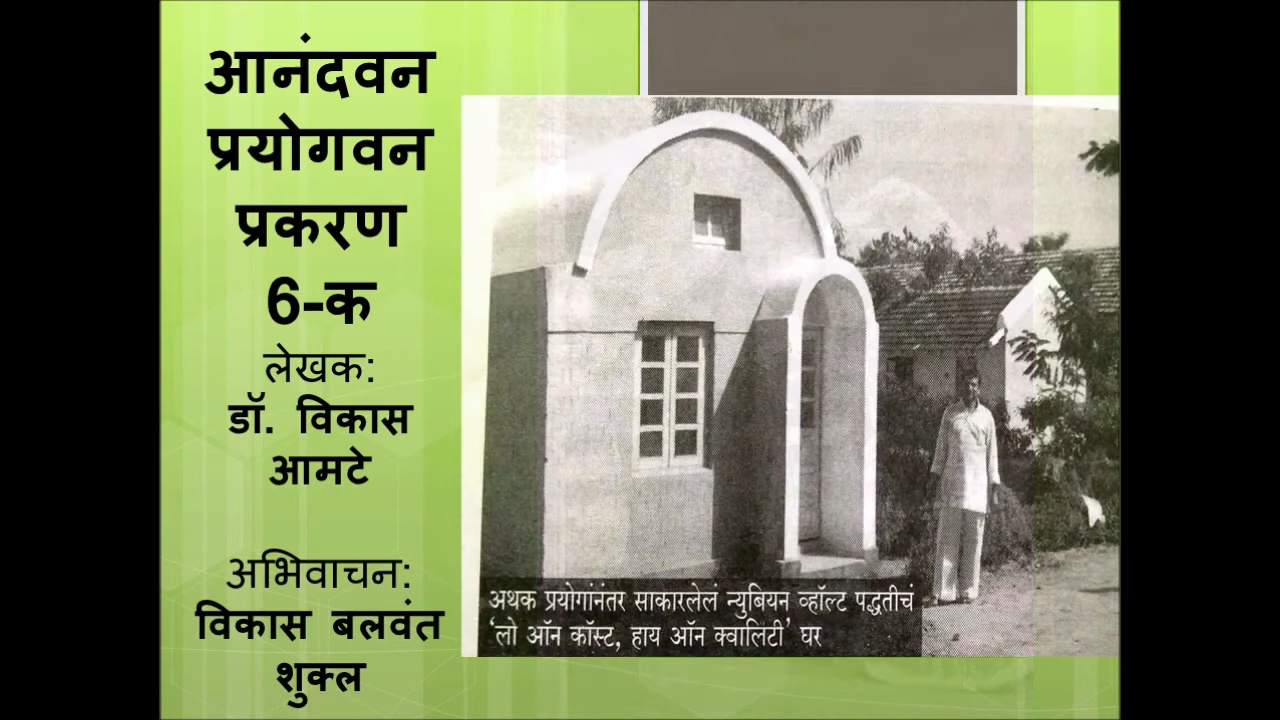 आनंदवन
प्रयोगवन
प्रकरण
6-क
लेखक:
डॉ. विकास
आमटे
अभिवाचन:
विकास बलवंत
शुक्ल
अथक प्रयोगांनंतर साकारलेलं न्युबियन व्हॉल्ट पद्धतीचं
‘लो ऑन कॉस्ट, हाय ऑन क्वालिटी’ घर